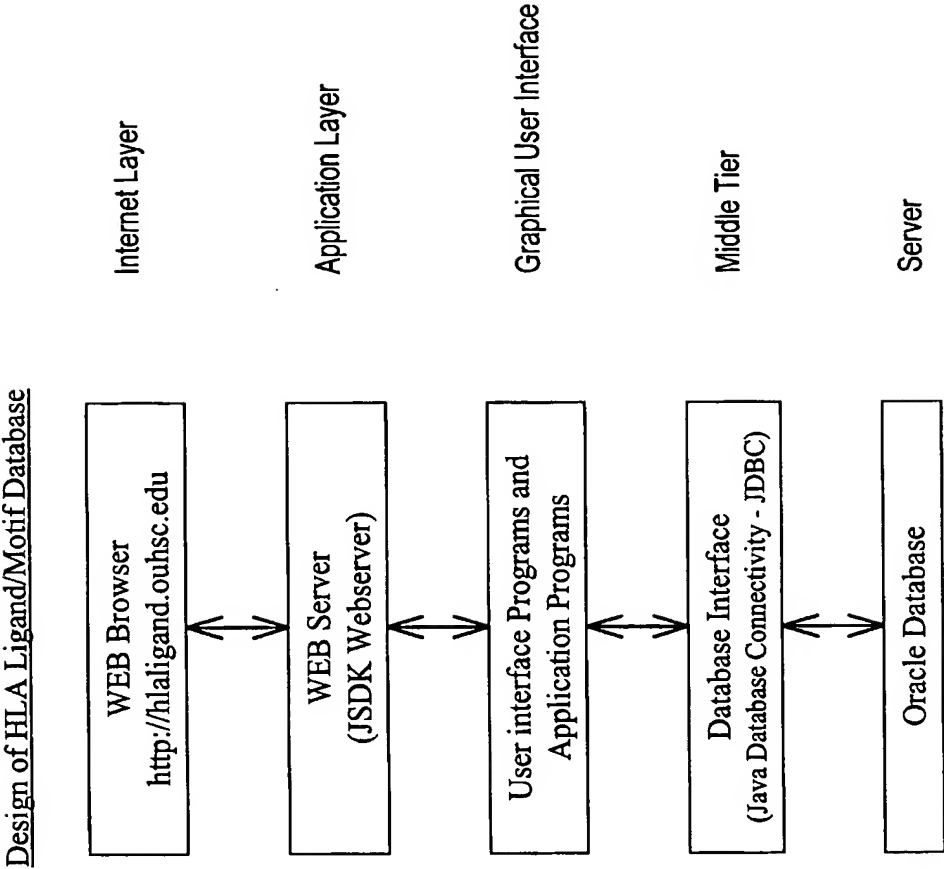 Design of HLA Ligand/Motif Database
WEB Browser
http://hlaligand.ouhsc.edu
Internet Layer
WEB Server
(JSDK Webserver)
Application Layer
User interface Programs and
Application Programs
Graphical User Interface
Database Interface
(Java Database Connectivity - JDBC)
Middle Tier
Oracle Database
Server